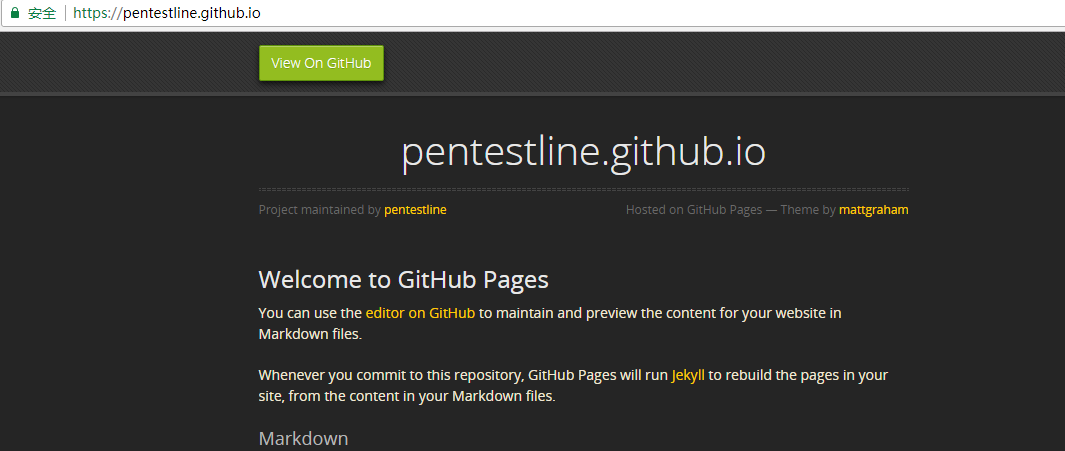 安全 https://pentestline.github.io
View On GitHub
pentestline.github.io
Project maintained by pentestline Hosted on GitHub Pages — Theme by mattgraham
Welcome to GitHub Pages
You can use the editor on GitHub to maintain and preview the content for your website in
Markdown files.
Whenever you commit to this repository, GitHub Pages will run Jekyll to rebuild the pages in your
site, from the content in your Markdown files.
Markdown